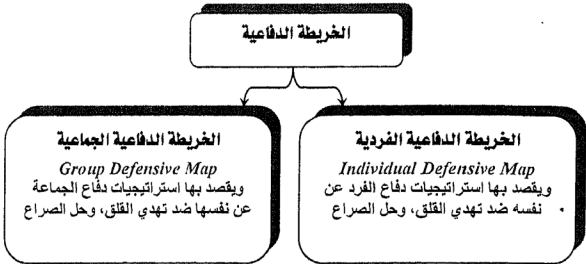 الخريطة الدفاعية
الخريطة الدفاعية الفردية
Individual Defensive Map
ويقصد بها استراتيجيات دفاع الفرد عن
نفسه ضد تهدي القلق، وحل الصراع
الخريطة الدفاعية الجماعية
Group Defensive Map
ويقصد بها استراتيجيات دفاع الجماعة
عن نفسها ضد تهدي القلق، وحل الصراع